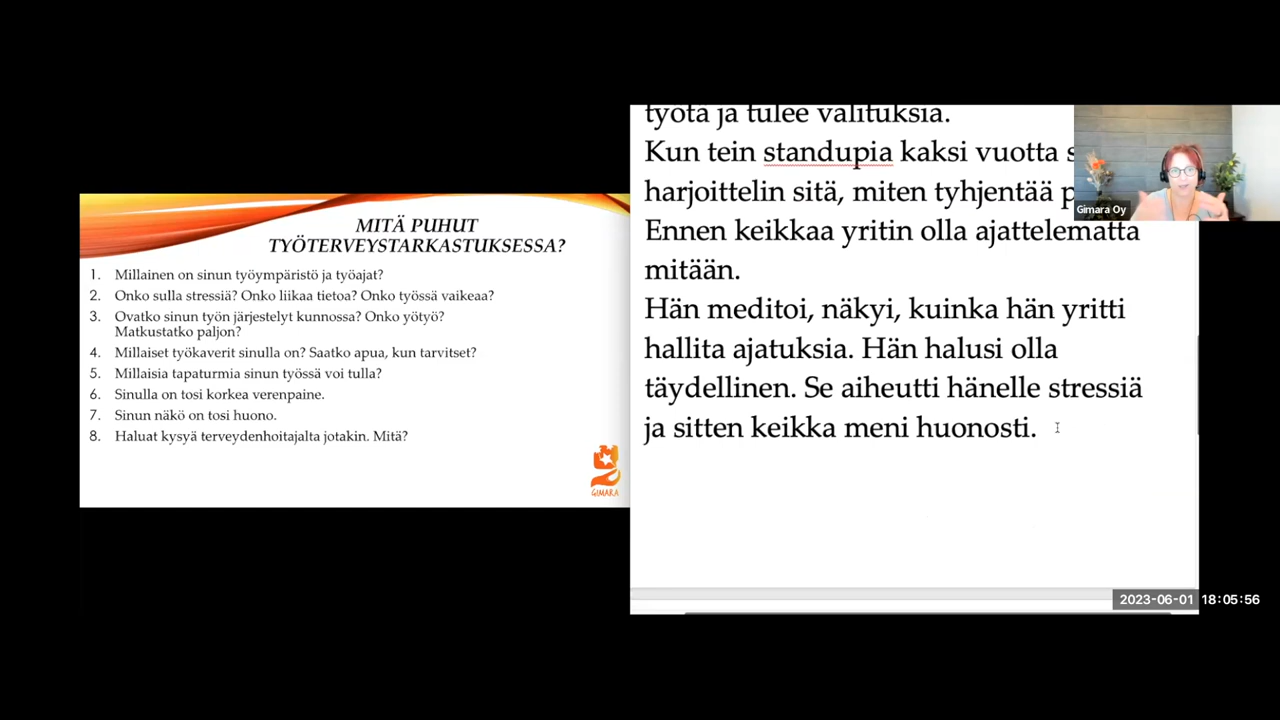 MITÄ PUHUT
TYÖTERVEYSTARKASTUKSESSA?
1. Millainen on sinun työympäristö ja työajat?
2. Onko sulla stressiä? Onko liikaa tietoa? Onko työssä vaikeaa?
3. Ovatko sinun työn järjestelyt kunnossa? Onko yötyö?
Matkustatko paljon?
4. Millaiset työkaverit sinulla on? Saatko apua, kun tarvitset?
5. Millaisia tapaturmia sinun työssä voi tulla?
6. Sinulla on tosi korkea verenpaine.
7. Sinun näkö on tosi huono.
8. Haluat kysyä terveydenhoitajalta jotakin. Mitä?
GIMARA
työtä ja tulee valituksia.
Kun tein standupia kaksi vuotta s
harjoittelin sitä, miten tyhjentää p
Ennen keikkaa yritin olla ajattelematta
mitään.
Hän meditoi, näkyi, kuinka hän yritti
hallita ajatuksia. Hän halusi olla
täydellinen. Se aiheutti hänelle stressiä
ja sitten keikka meni huonosti.
Gimara Oy
2023-06-01 18:05:56